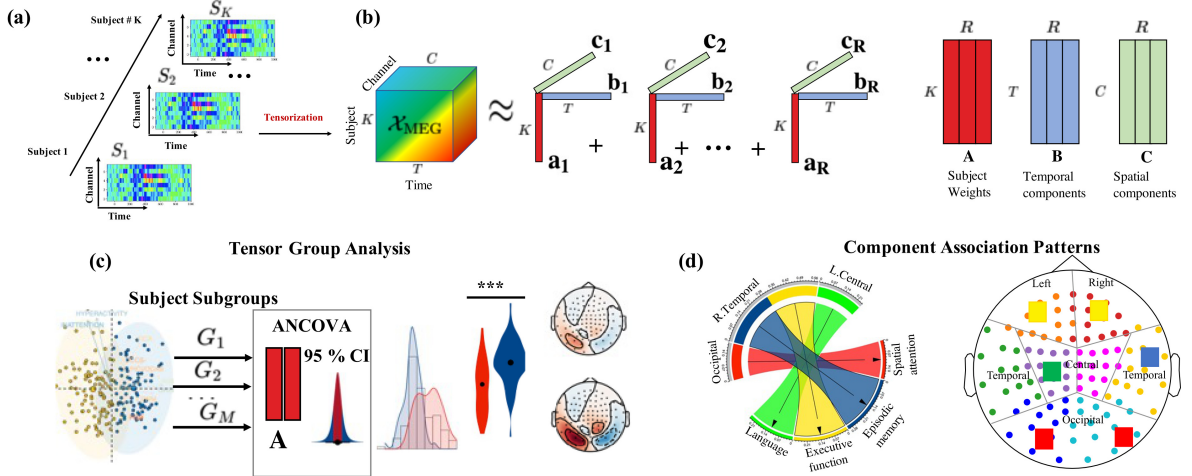 (a)
Subject # K
S_K
Channel
Time
...
...
Subject 2
S_2
Channel
Time
Tensorization
Subject 1
S_1
Channel
Time
(b)
Channel
C
Subject
K
𝒳_MEG
T
Time
≈
c_1
C
b_1
T
K
a_1
+
c_2
C
b_2
T
K
a_2
+ ... +
c_R
C
b_R
T
K
a_R
R
K
A
Subject
Weights
R
T
B
Temporal
components
R
C
C
Spatial
components
Tensor Group Analysis
(c)
Subject Subgroups
HYPERACTIVITY
G_1
G_2
...
G_M
ANCOVA
95 % CI
A
***
Component Association Patterns
(d)
R.Temporal
L.Central
Occipital
Spatial
attention
Episodic
memory
Executive
function
Language
Left
Right
Temporal
Central
Temporal
Occipital